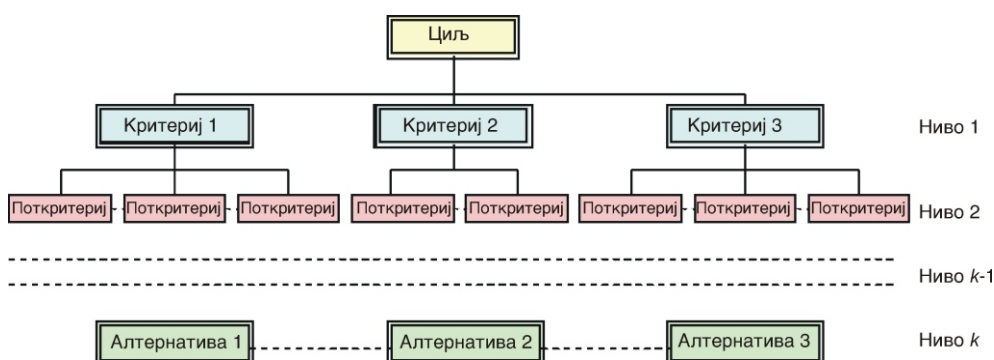 Циљ
Критериј 1 Критериј 2 Критериј 3 Ниво 1
Поткритериј Поткритериј Поткритериј Поткритериј Поткритериј Поткритериј Поткритериј Поткритериј Ниво 2
Ниво k-1
Алтернатива 1 Алтернатива 2 Алтернатива 3 Ниво k